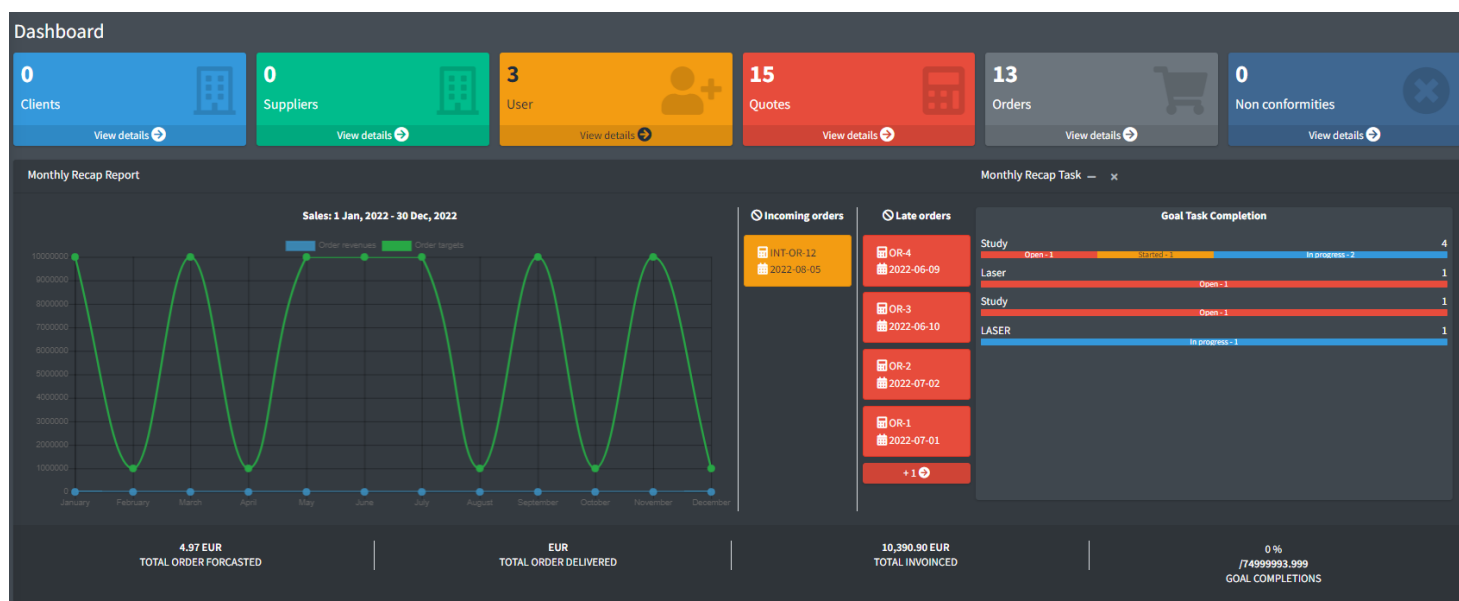 Dashboard
0
Clients
View details
0
Suppliers
View details
3
User
View details
15
Quotes
View details
13
Orders
View details
0
Non conformities
View details
Monthly Recap Report
Monthly Recap Task
Sales: 1 Jan, 2022 - 30 Dec, 2022
Order revenues
Order targets
10000000
9000000
8000000
7000000
6000000
5000000
4000000
3000000
2000000
1000000
0
January
February
March
April
May
June
July
August
September
October
November
December
Incoming orders
INT-OR-12
2022-08-05
Late orders
OR-4
2022-06-09
OR-3
2022-06-10
OR-2
2022-07-02
OR-1
2022-07-01
+ 1
Goal Task Completion
Study 4
Open - 1 Started - 1 In progress - 2
Laser 1
Open - 1
Study 1
Open - 1
LASER 1
In progress - 1
4.97 EUR
TOTAL ORDER FORCASTED
EUR
TOTAL ORDER DELIVERED
10,390.90 EUR
TOTAL INVOINCED
0 %
/74999993.999
GOAL COMPLETIONS